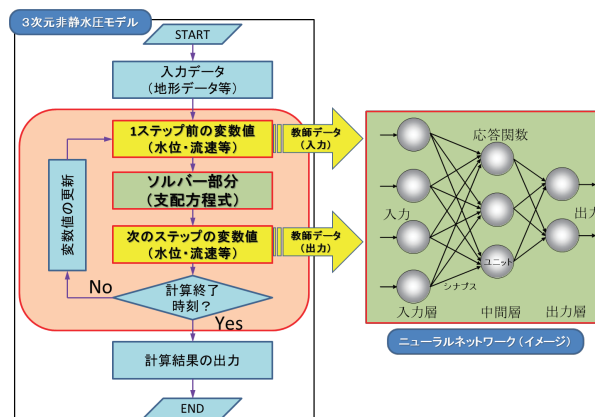 3次元非静水圧モデル
START
入力データ
(地形データ等)
1ステップ前の変数値
(水位・流速等)
教師データ
(入力)
ソルバー部分
(支配方程式)
変数値の更新
次のステップの変数値
(水位・流速等)
教師データ
(出力)
計算終了
時刻?
No
Yes
計算結果の出力
END
応答関数
入力
出力
ユニット
シナプス
入力層
中間層
出力層
ニューラルネットワーク(イメージ)